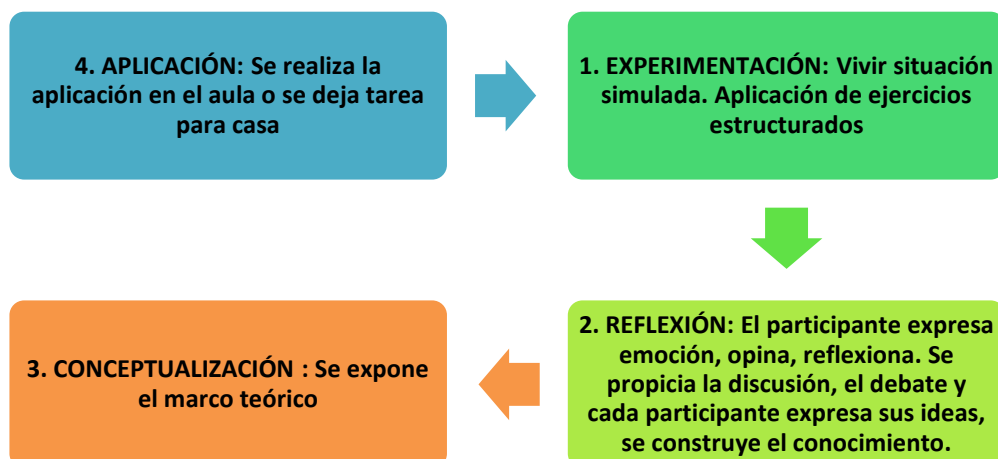 4. APLICACIÓN: Se realiza la
aplicación en el aula o se deja tarea
para casa
1. EXPERIMENTACIÓN: Vivir situación
simulada. Aplicación de ejercicios
estructurados
3. CONCEPTUALIZACIÓN : Se expone
el marco teórico
2. REFLEXIÓN: El participante expresa
emoción, opina, reflexiona. Se
propicia la discusión, el debate y
cada participante expresa sus ideas,
se construye el conocimiento.